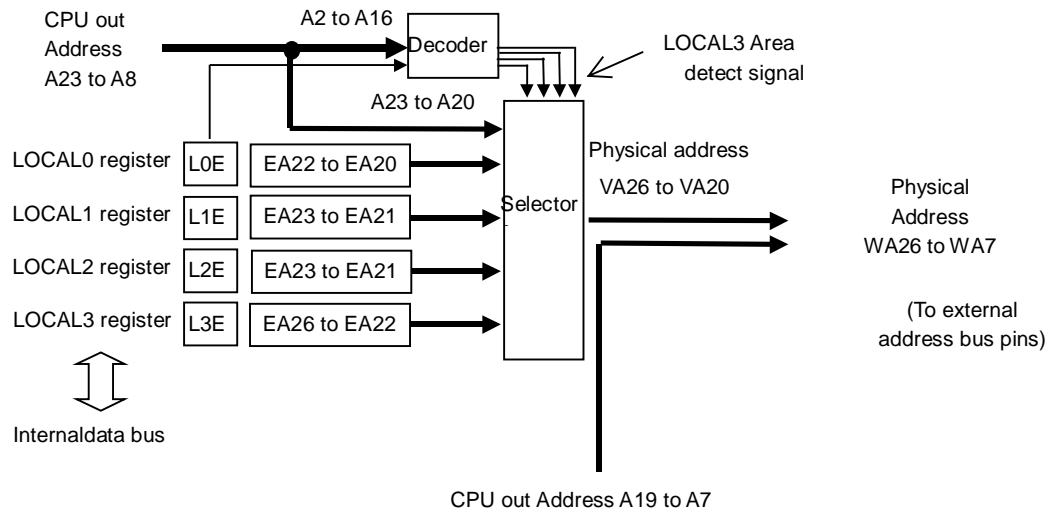 CPU out
Address
A23 to A8
A2 to A16
Decoder
LOCAL3 Area
detect signal
A23 to A20
LOCAL0 register
L0E
EA22 to EA20
Physical address
VA26 to VA20
LOCAL1 register
L1E
EA23 to EA21
Selector
Physical
Address
WA26 to WA7
LOCAL2 register
L2E
EA23 to EA21
LOCAL3 register
L3E
EA26 to EA22
(To external
address bus pins)
Internaldata bus
CPU out Address A19 to A7